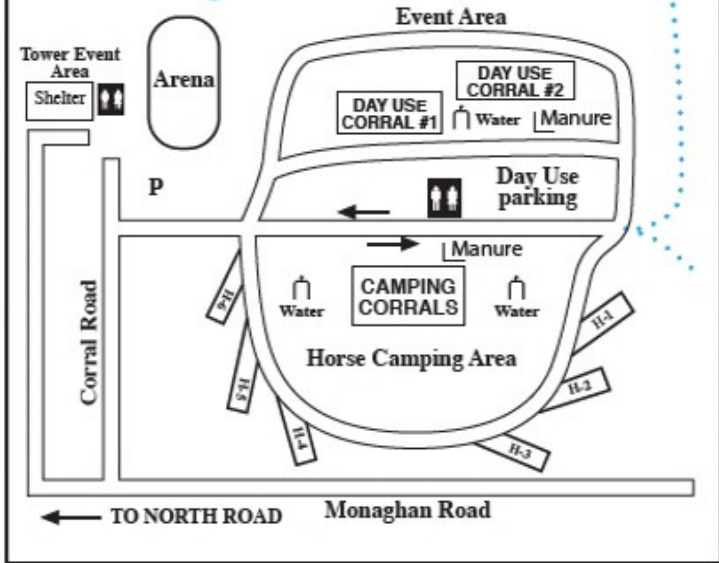 Event Area
Tower Event
Area
Shelter
Arena
DAY USE
CORRAL #2
DAY USE
CORRAL #1
Water
Manure
P
Day Use
parking
Manure
CAMPING
CORRALS
Water
Water
Horse Camping Area
Corral Road
H-6
H-5
H-4
H-3
H-2
H-1
TO NORTH ROAD
Monaghan Road